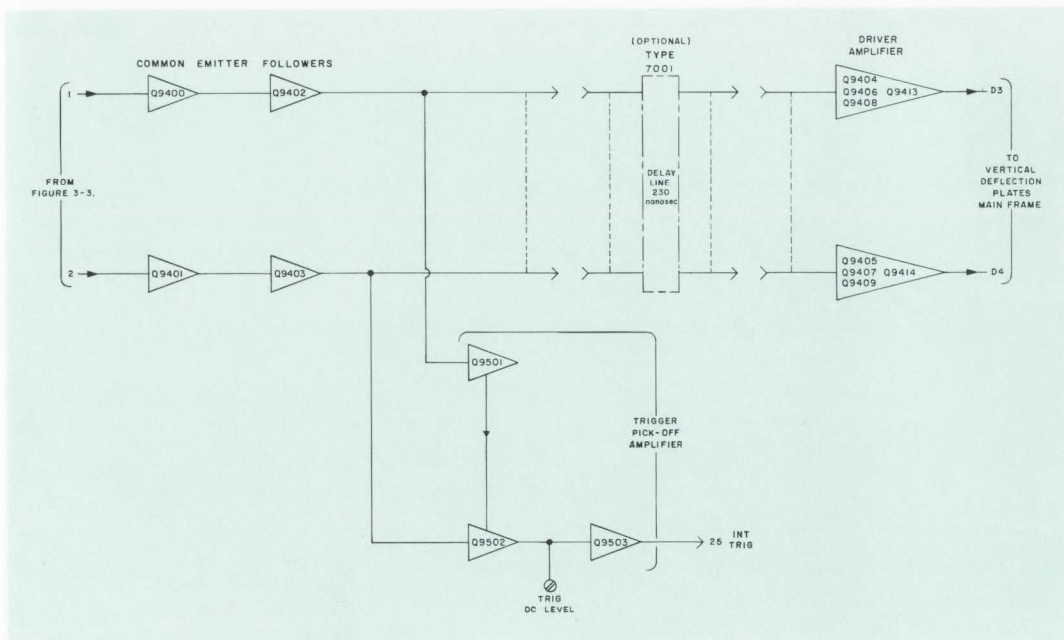 (OPTIONAL)
TYPE
7001
DRIVER
AMPLIFIER
COMMON EMITTER FOLLOWERS
1
Q9400
Q9402
Q9404
Q9406 Q9413
Q9408
D3
FROM
FIGURE 3-3.
DELAY
LINE
230
nanosec
TO
VERTICAL
DEFLECTION
PLATES
MAIN FRAME
2
Q9401
Q9403
Q9405
Q9407 Q9414
Q9409
D4
Q9501
TRIGGER
PICK-OFF
AMPLIFIER
Q9502
Q9503
25 INT
TRIG
TRIG
DC LEVEL